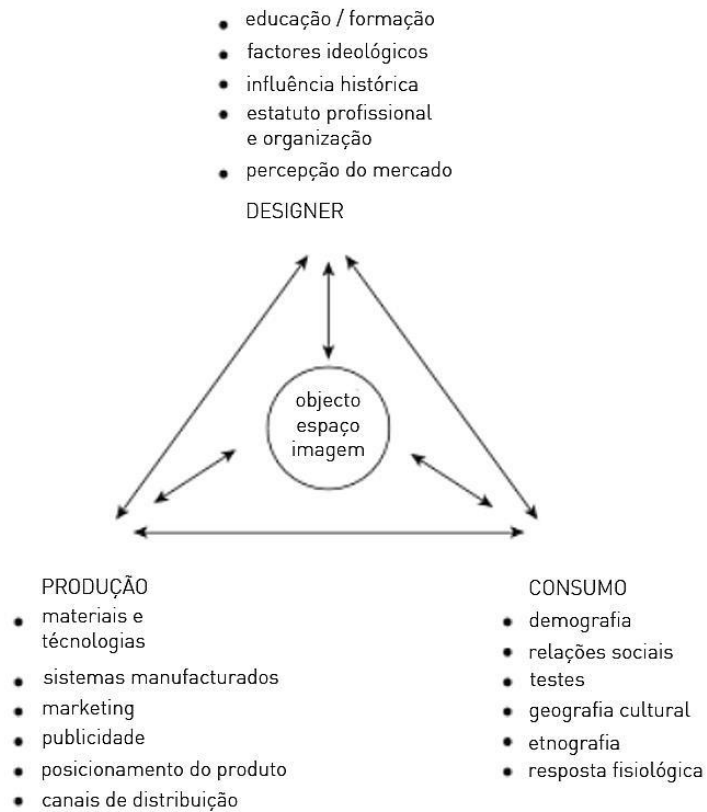 educação / formação
factores ideológicos
influência histórica
estatuto profissional
e organização
percepção do mercado
DESIGNER
objecto
espaço
imagem
PRODUÇÃO
materiais e
técnologias
sistemas manufacturados
marketing
publicidade
posicionamento do produto
canais de distribuição
CONSUMO
demografia
relações sociais
testes
geografia cultural
etnografia
resposta fisiológica